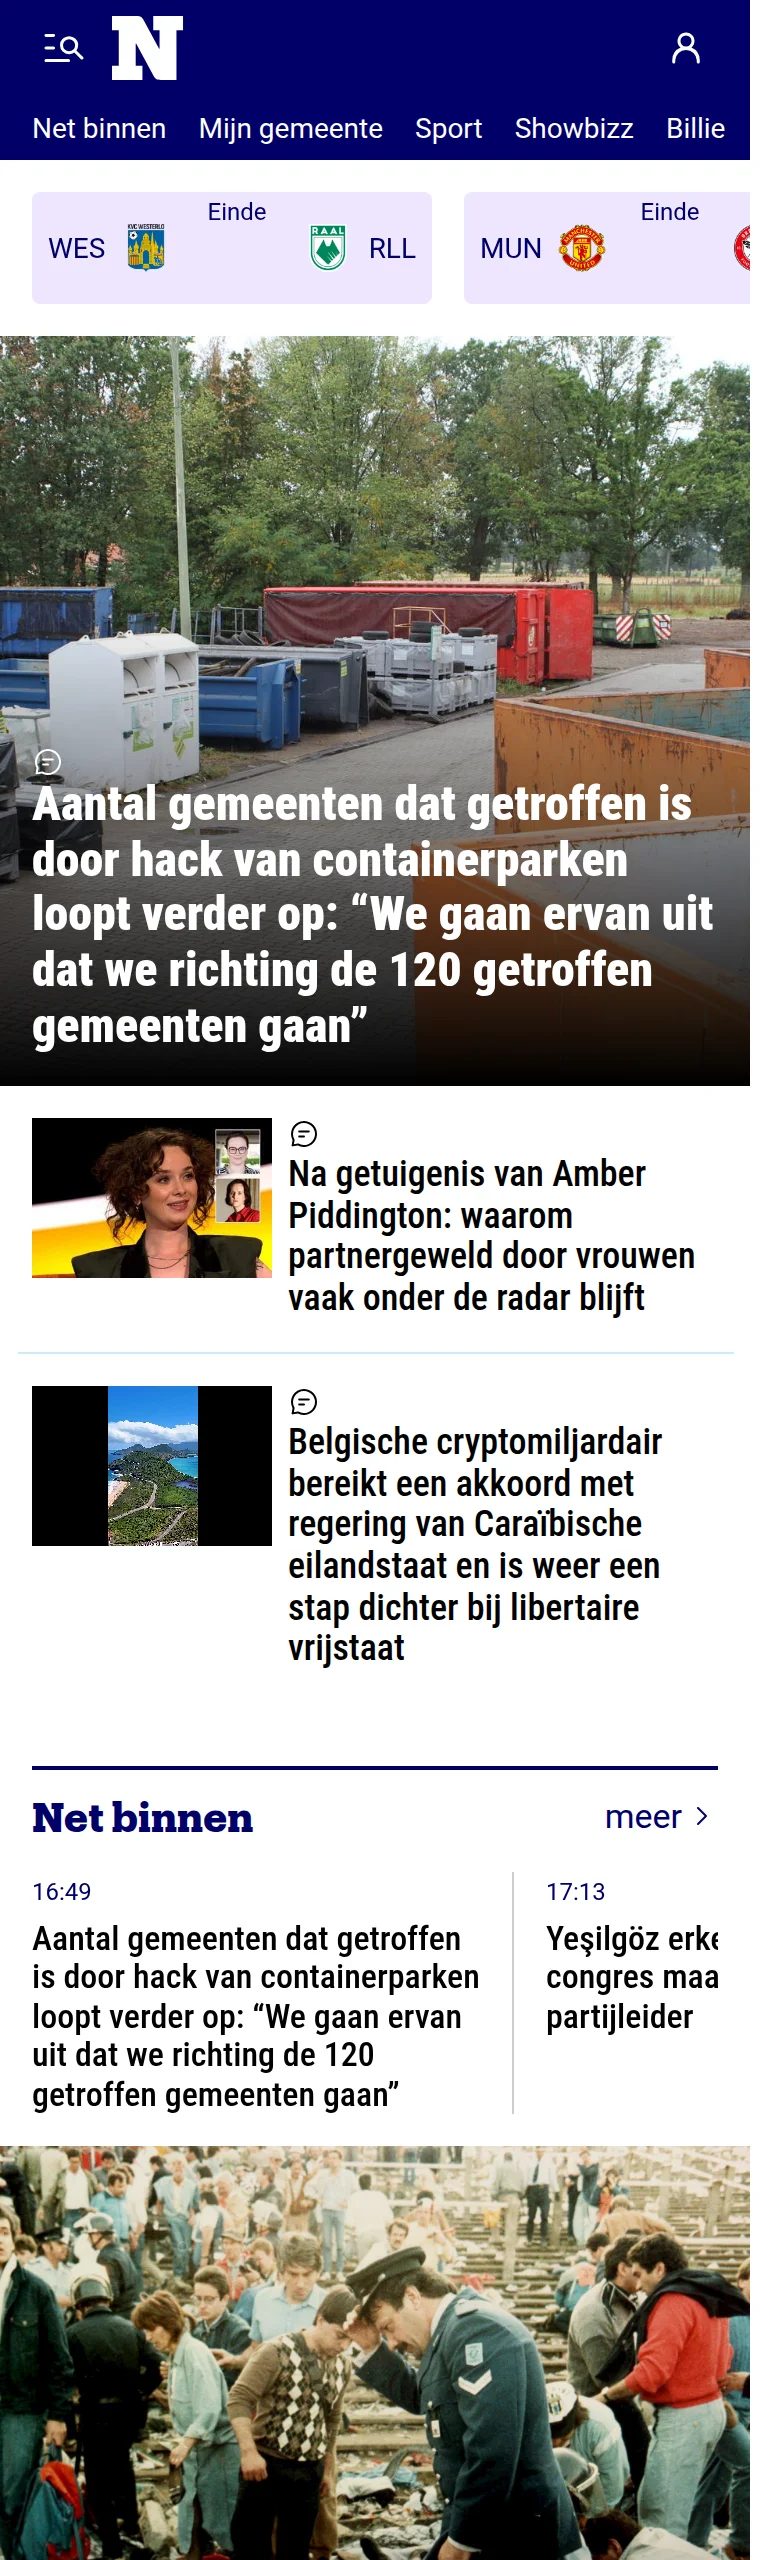 N
Net binnen Mijn gemeente Sport Showbizz Billie
Einde
WES KVC WESTERLO RAAL RLL
Einde
MUN MANCHESTER UNITED
Aantal gemeenten dat getroffen is
door hack van containerparken
loopt verder op: “We gaan ervan uit
dat we richting de 120 getroffen
gemeenten gaan”
Na getuigenis van Amber
Piddington: waarom
partnergeweld door vrouwen
vaak onder de radar blijft
Belgische cryptomiljardair
bereikt een akkoord met
regering van Caraïbische
eilandstaat en is weer een
stap dichter bij libertaire
vrijstaat
Net binnen
meer
16:49
Aantal gemeenten dat getroffen
is door hack van containerparken
loopt verder op: “We gaan ervan
uit dat we richting de 120
getroffen gemeenten gaan”
17:13
Yeşilgöz erke
congres maa
partijleider